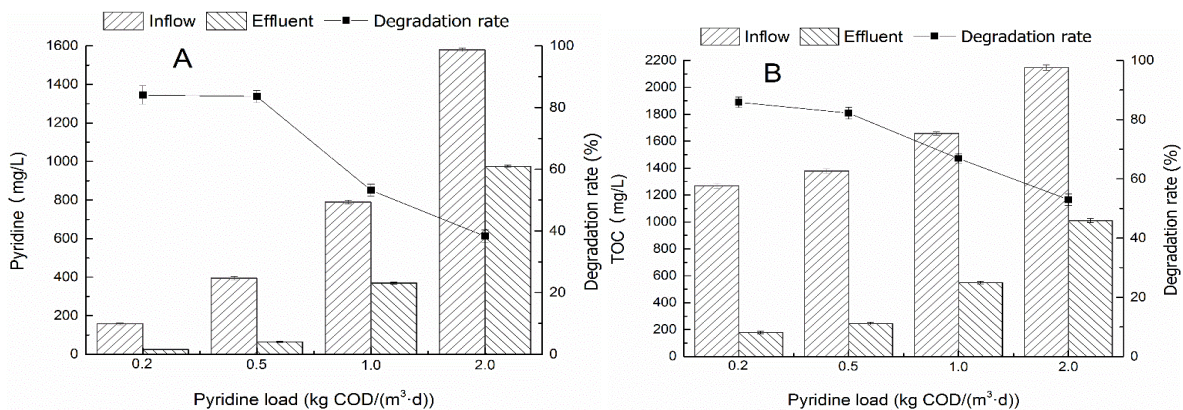 Inflow Effluent Degradation rate
A
Pyridine (mg/L)
1600
1400
1200
1000
800
600
400
200
0
100
80
60
40
20
0
Degradation rate (%)
0.2 0.5 1.0 2.0
Pyridine load (kg COD/(m³·d))
Inflow Effluent Degradation rate
B
TOC (mg/L)
2200
2000
1800
1600
1400
1200
1000
800
600
400
200
0
100
80
60
40
20
0
Degradation rate (%)
0.2 0.5 1.0 2.0
Pyridine load (kg COD/(m³·d))